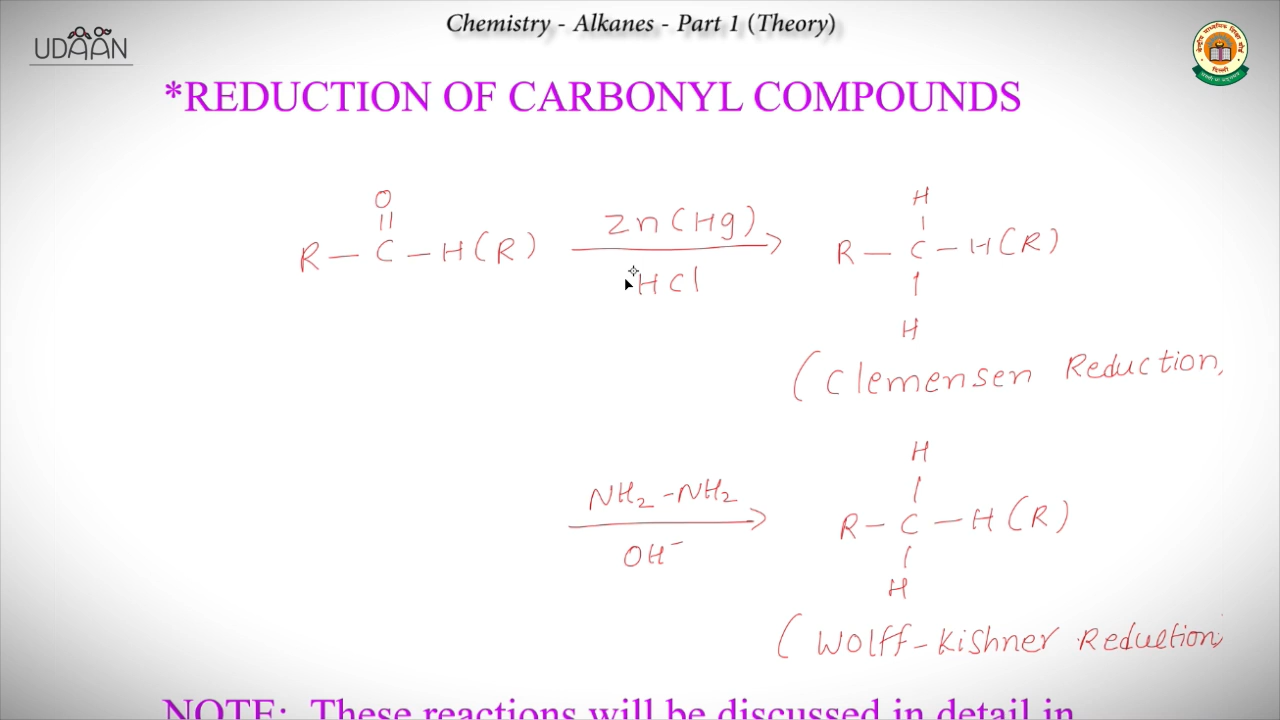 Chemistry - Alkanes - Part 1 (Theory)
UDAAN
*REDUCTION OF CARBONYL COMPOUNDS
O
||
R — C — H (R)
Zn (Hg)
HCl
H
|
R — C — H (R)
|
H
(Clemensen Reduction,
NH₂ - NH₂
OH⁻
H
|
R — C — H (R)
|
H
(Wolff-Kishner Reduction,
NOTE: These reactions will be discussed in detail in